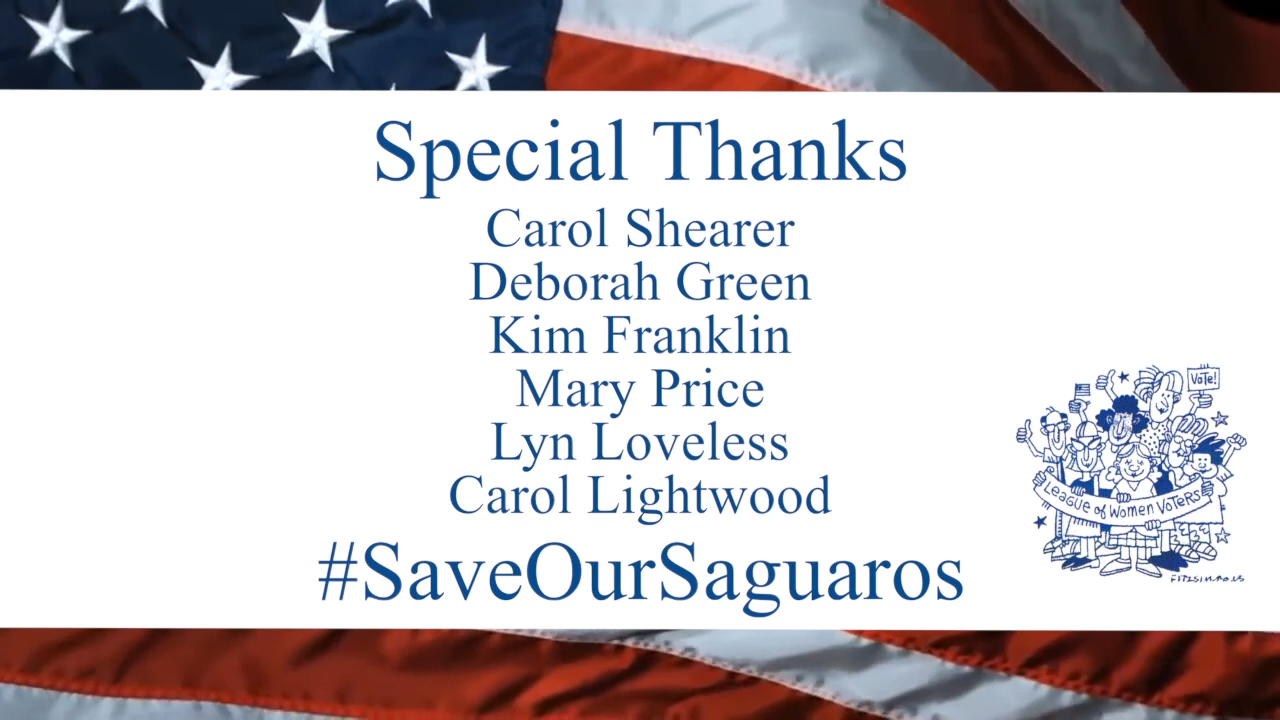 Special Thanks
Carol Shearer
Deborah Green
Kim Franklin
Mary Price
Lyn Loveless
Carol Lightwood
#SaveOurSaguaros
Vote!
League of Women Voters